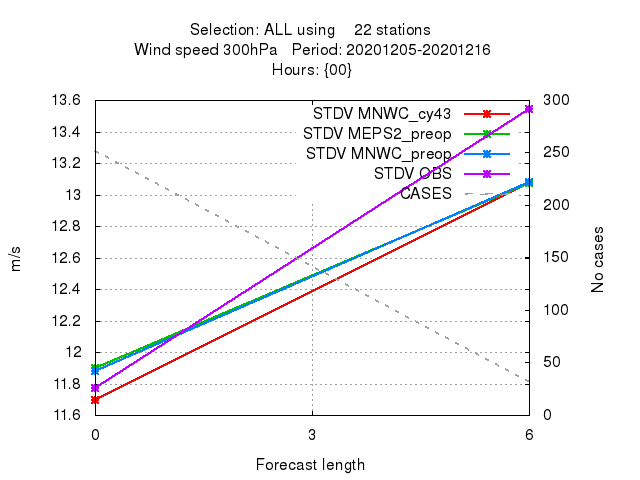 Selection: ALL using 22 stations
Wind speed 300hPa Period: 20201205-20201216
Hours: {00}
STDV MNWC_cy43
STDV MEPS2_preop
STDV MNWC_preop
STDV OBS
CASES
13.6
13.4
13.2
13
12.8
12.6
12.4
12.2
12
11.8
11.6
m/s
300
250
200
150
100
50
0
No cases
0 3 6
Forecast length